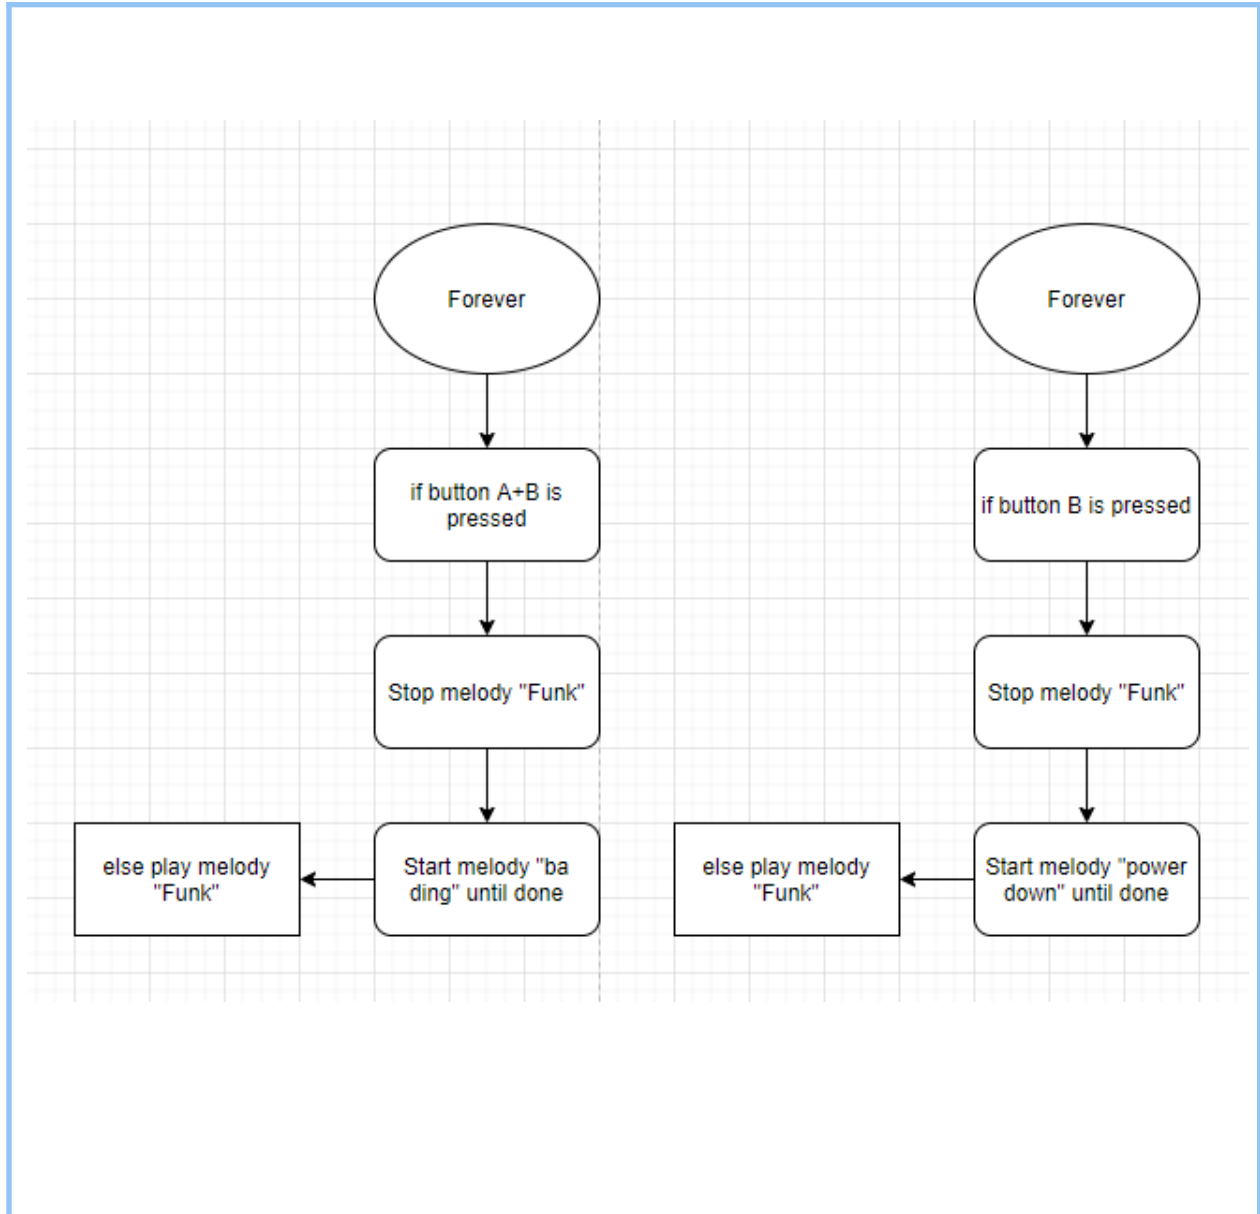 Forever
if button A+B is
pressed
Stop melody "Funk"
Start melody "ba
ding" until done
else play melody
"Funk"
Forever
if button B is pressed
Stop melody "Funk"
Start melody "power
down" until done
else play melody
"Funk"